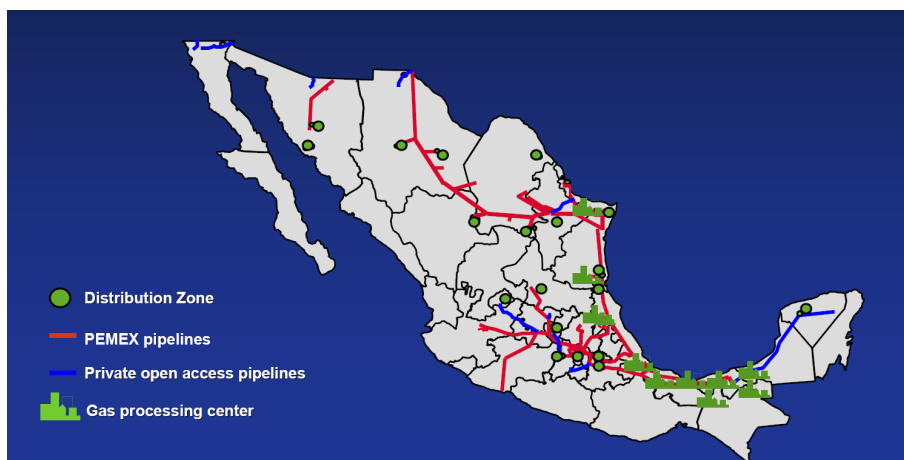 Distribution Zone
PEMEX pipelines
Private open access pipelines
Gas processing center